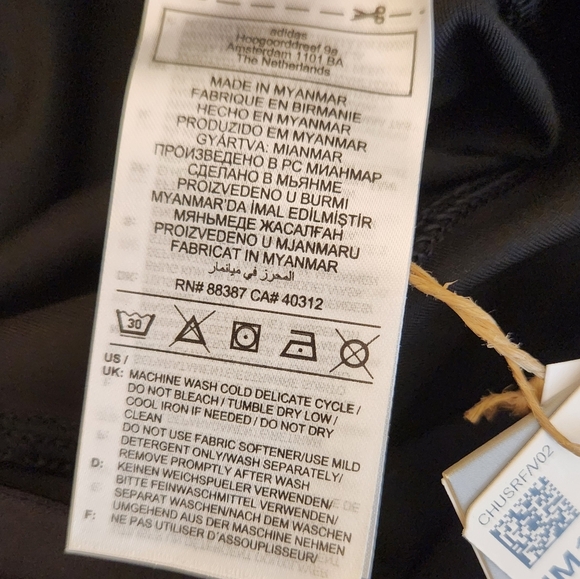 adidas
Hoogoorddreef 9a
Amsterdam 1101 BA
The Netherlands
MADE IN MYANMAR
FABRIQUE EN BIRMANIE
HECHO EN MYANMAR
PRODUZIDO EM MYANMAR
GYÁRTVA: MIANMAR
ПРОИЗВЕДЕНО В РС МИАНМАР
СДЕЛАНО В МЬЯНМЕ
PROIZVEDENO U BURMI
MYANMAR'DA İMAL EDİLMİŞTİR
МЯНЬМЕДЕ ЖАСАЛҒАН
PROIZVEDENO U MJANMARU
FABRICAT IN MYANMAR
في ميانمار
RN# 88387 CA# 40312
30
US /
UK: MACHINE WASH COLD DELICATE CYCLE /
DO NOT BLEACH / TUMBLE DRY LOW /
COOL IRON IF NEEDED / DO NOT DRY
CLEAN
DO NOT USE FABRIC SOFTENER/USE MILD
DETERGENT ONLY/WASH SEPARATELY/
REMOVE PROMPTLY AFTER WASH
D: KEINEN WEICHSPUELER VERWENDEN/
BITTE FEINWASCHMITTEL VERWENDEN/
SEPARAT WASCHEN/NACH DEM WASCHEN
UMGEHEND AUS DER MASCHINE NEHMEN
F: NE PAS UTILISER D'ASSOUPLISSEUR/
CHUSRF/V02